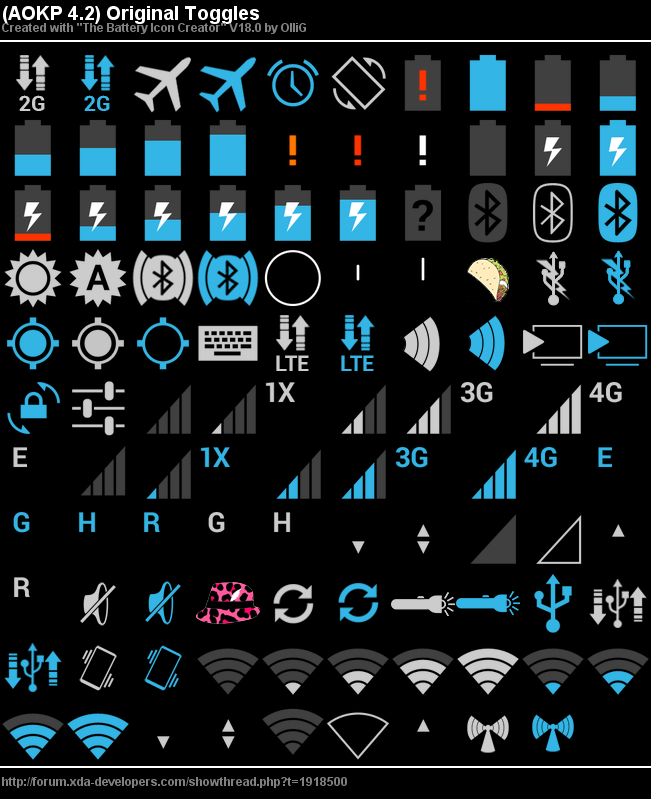 (AOKP 4.2) Original Toggles
Created with "The Battery Icon Creator" V18.0 by OlliG
2G 2G ! !
! ! !
?
A
LTE LTE
1X 3G 4G
E 1X 3G 4G E
G H R G H
R
http://forum.xda-developers.com/showthread.php?t=1918500